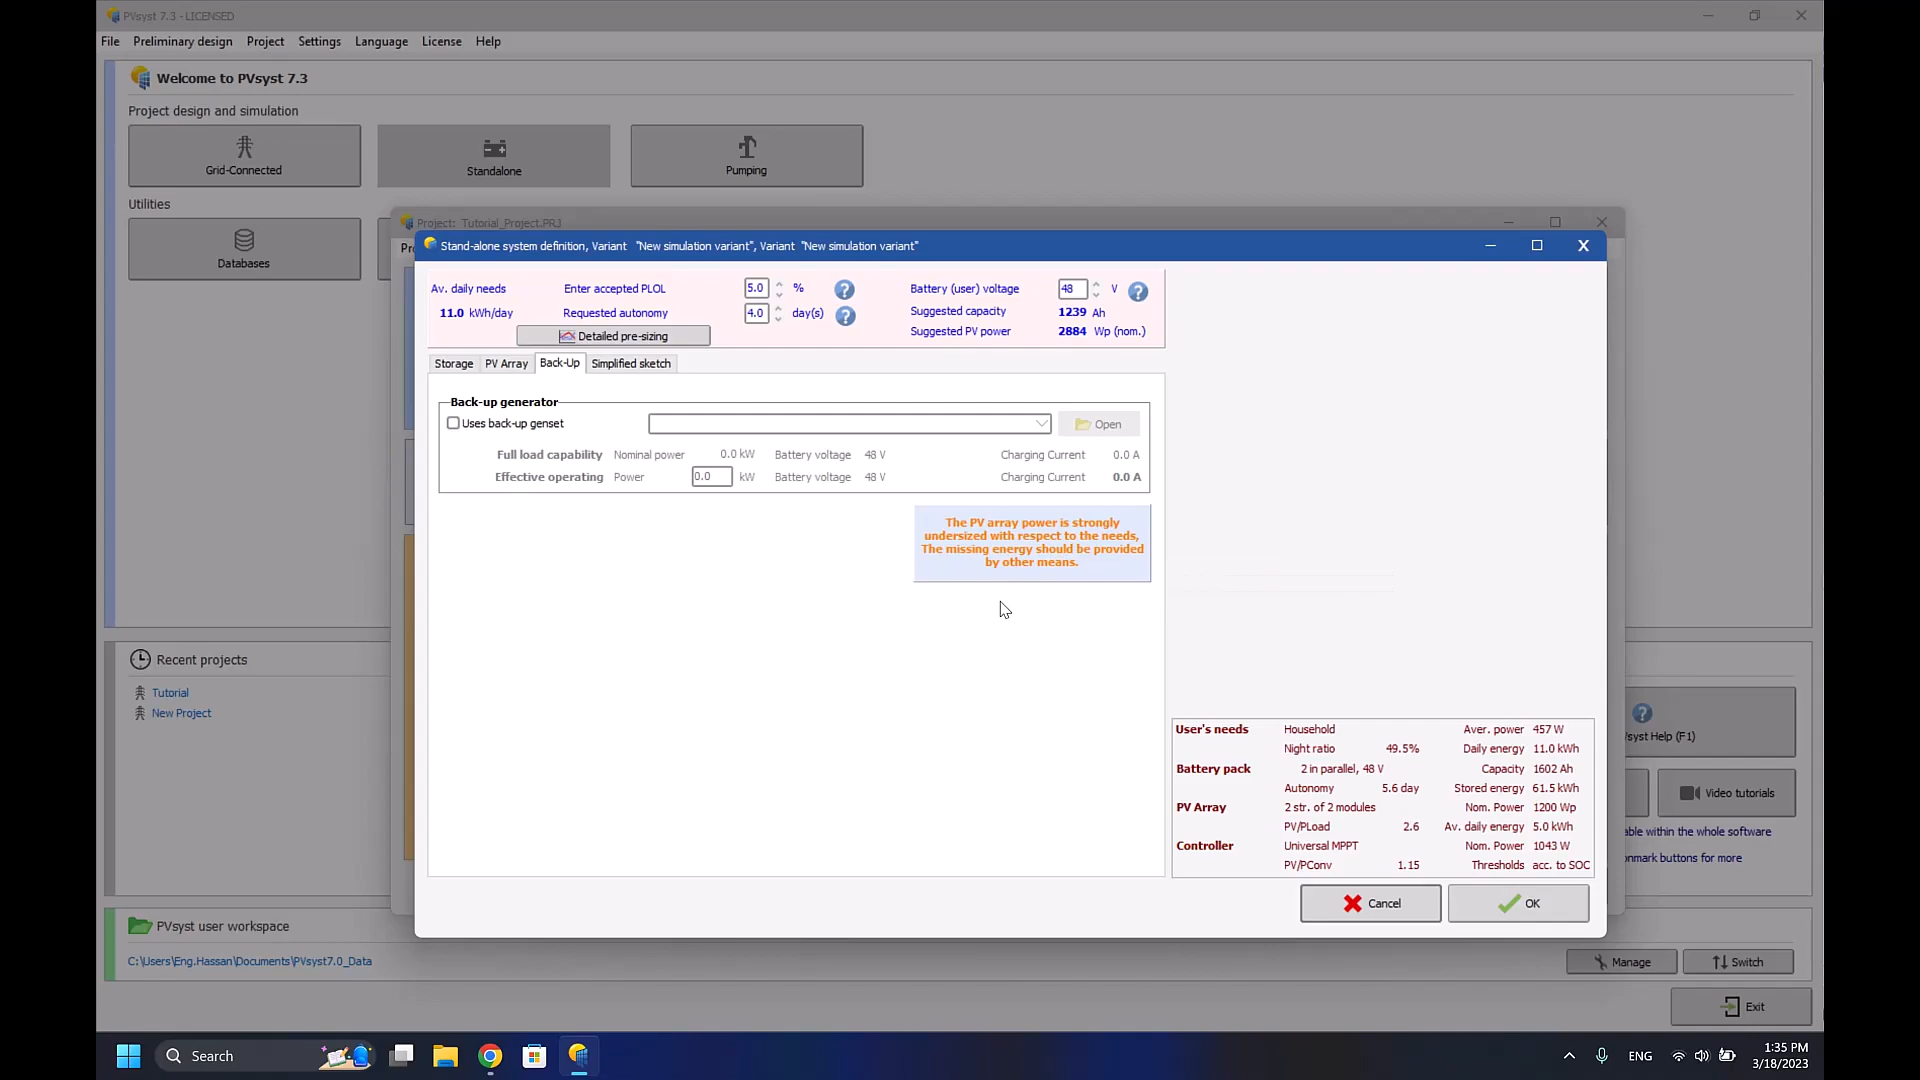 PVsyst 7.3 - LICENSED
File Preliminary design Project Settings Language License Help
Welcome to PVsyst 7.3
Project design and simulation
Grid-Connected
Standalone
Pumping
Utilities
Databases
Project: Tutorial_Project.PRJ
Stand-alone system definition, Variant "New simulation variant", Variant "New simulation variant"
Av. daily needs Enter accepted PLOL 5.0 % Battery (user) voltage 48 V
11.0 kWh/day Requested autonomy 4.0 day(s) Suggested capacity 1239 Ah
Detailed pre-sizing Suggested PV power 2884 Wp (nom.)
Storage PV Array Back-Up Simplified sketch
Back-up generator
Uses back-up genset Open
Full load capability Nominal power 0.0 kW Battery voltage 48 V Charging Current 0.0 A
Effective operating Power 0.0 kW Battery voltage 48 V Charging Current 0.0 A
The PV array power is strongly
undersized with respect to the needs,
The missing energy should be provided
by other means.
User's needs Household Aver. power 457 W
Night ratio 49.5% Daily energy 11.0 kWh
Battery pack 2 in parallel, 48 V Capacity 1602 Ah
Autonomy 5.6 day Stored energy 61.5 kWh
PV Array 2 str. of 2 modules Nom. Power 1200 Wp
PV/PLoad 2.6 Av. daily energy 5.0 kWh
Controller Universal MPPT Nom. Power 1043 W
PV/PConv 1.15 Thresholds acc. to SOC
Cancel OK
Recent projects
Tutorial
New Project
syst Help (F1)
Video tutorials
able within the whole software
onmark buttons for more
PVsyst user workspace
C:\Users\Eng.Hassan\Documents\PVsyst7.0_Data
Manage Switch
Exit
Search
ENG
1:35 PM
3/18/2023